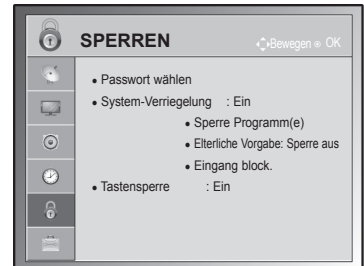 SPERREN
Bewegen OK
• Passwort wählen
• System-Verriegelung : Ein
• Sperre Programm(e)
• Elterliche Vorgabe: Sperre aus
• Eingang block.
• Tastensperre : Ein